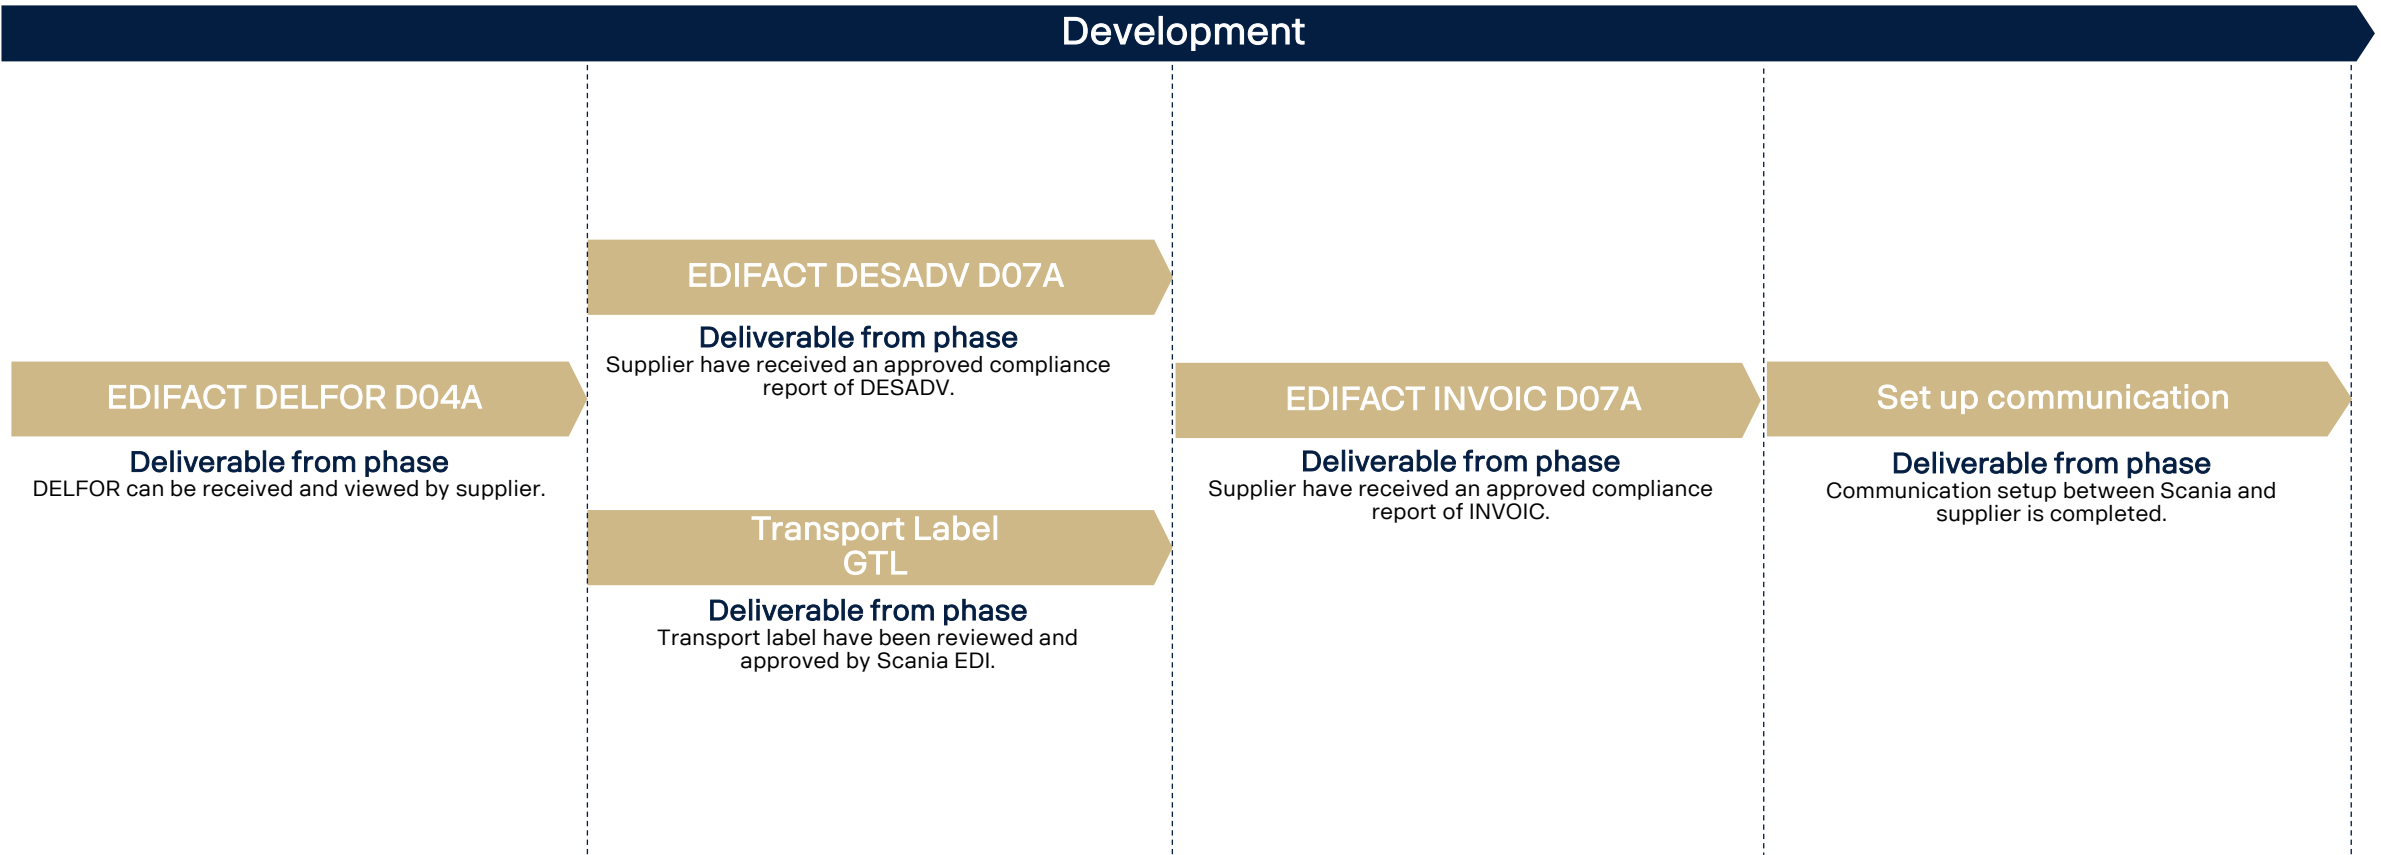 Development
EDIFACT DELFOR D04A
Deliverable from phase
DELFOR can be received and viewed by supplier.
EDIFACT DESADV D07A
Deliverable from phase
Supplier have received an approved compliance
report of DESADV.
Transport Label
GTL
Deliverable from phase
Transport label have been reviewed and
approved by Scania EDI.
EDIFACT INVOIC D07A
Deliverable from phase
Supplier have received an approved compliance
report of INVOIC.
Set up communication
Deliverable from phase
Communication setup between Scania and
supplier is completed.